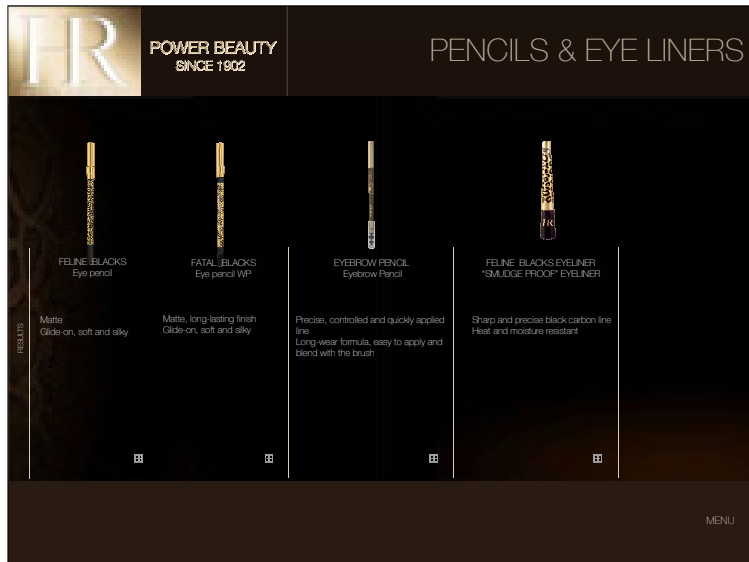 HR
POWER BEAUTY
SINCE 1902
PENCILS & EYE LINERS
FELINE BLACKS
Eye pencil
FATAL BLACKS
Eye pencil WP
EYEBROW PENCIL
Eyebrow Pencil
HR
FELINE BLACKS EYELINER
“SMUDGE PROOF” EYELINER
RESULTS
Matte
Glide-on, soft and silky
Matte, long-lasting finish
Glide-on, soft and silky
Precise, controlled and quickly applied
line
Long-wear formula, easy to apply and
blend with the brush
Sharp and precise black carbon line
Heat and moisture resistant
MENU